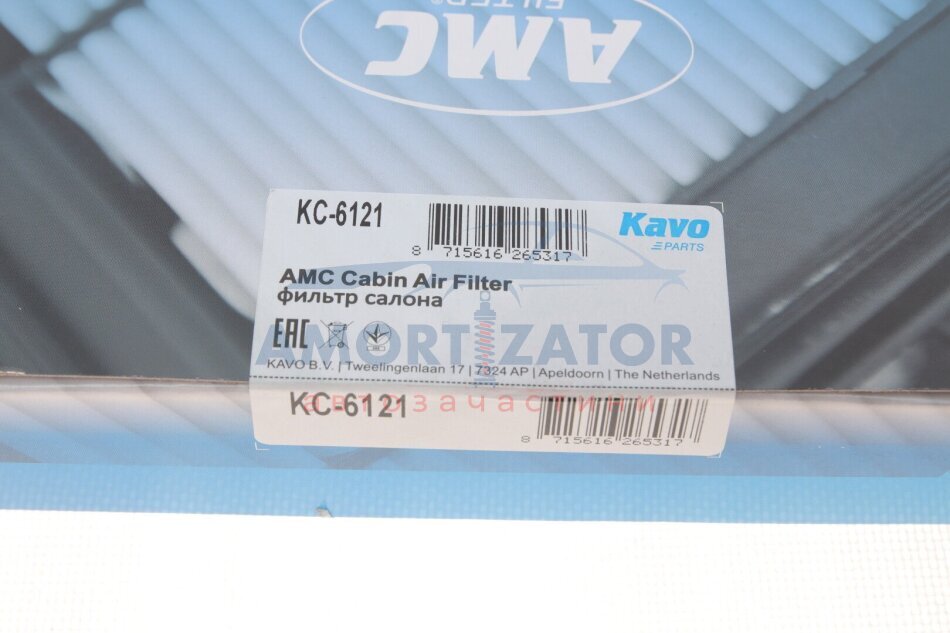 FILTER®
AMC
KC-6121
8 715616 265317
Kavo
PARTS
AMC Cabin Air Filter
фильтр салона
EAC
AMORTIZATOR
KAVO B.V. | Tweelingenlaan 17 | 7324 AP | Apeldoorn | The Netherlands
автозачастини
KC-6121
8 715616 265317